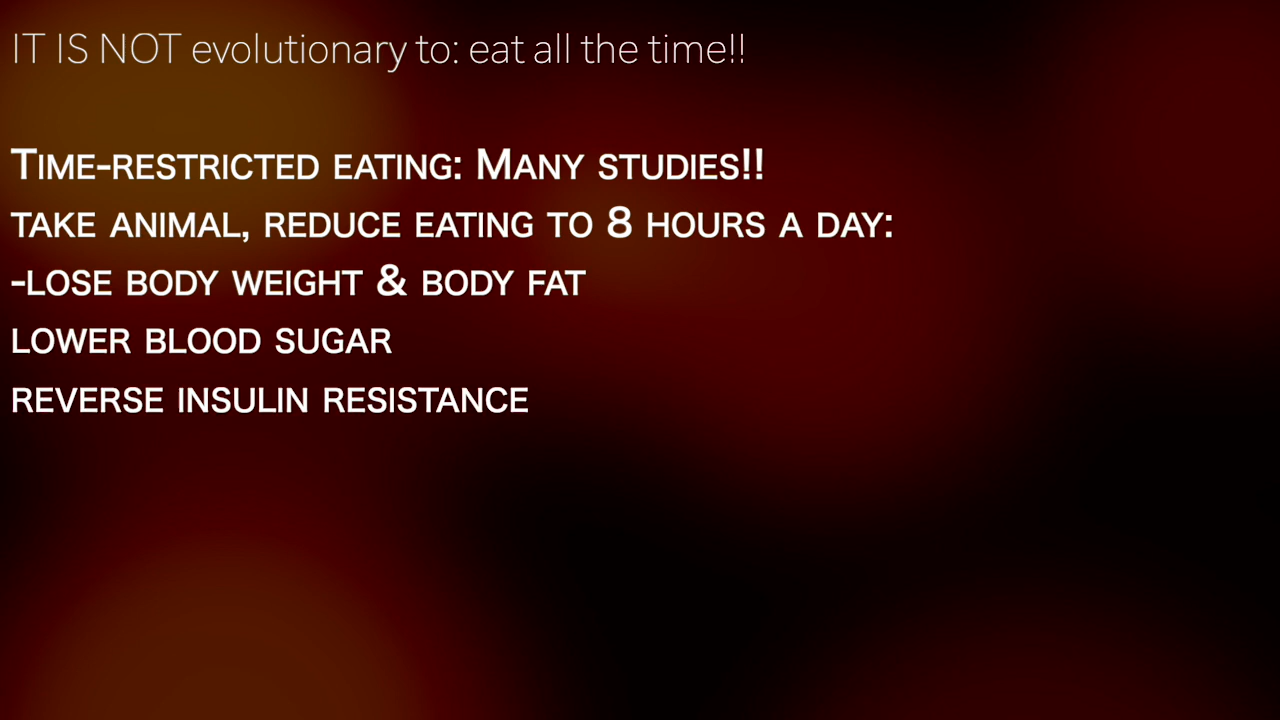 IT IS NOT evolutionary to: eat all the time!!
Time-restricted eating: Many studies!!
take animal, reduce eating to 8 hours a day:
-lose body weight & body fat
lower blood sugar
reverse insulin resistance